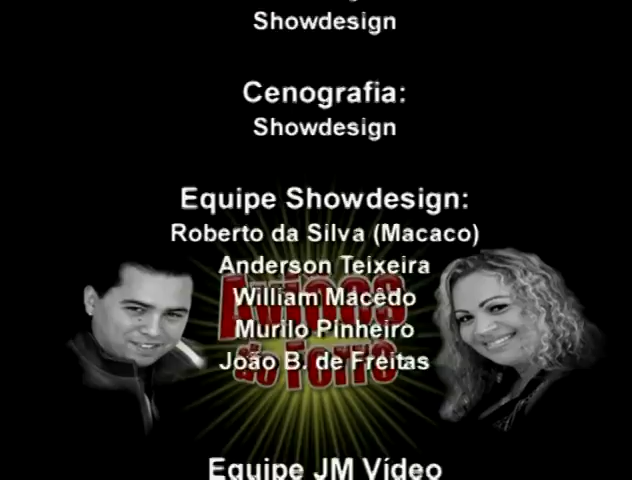 Showdesign
Cenografia:
Showdesign
Equipe Showdesign:
Roberto da Silva (Macaco)
Anderson Teixeira
William Macêdo
Murilo Pinheiro
João B. de Freitas
Aviões
do Forró
Equipe JM Vídeo